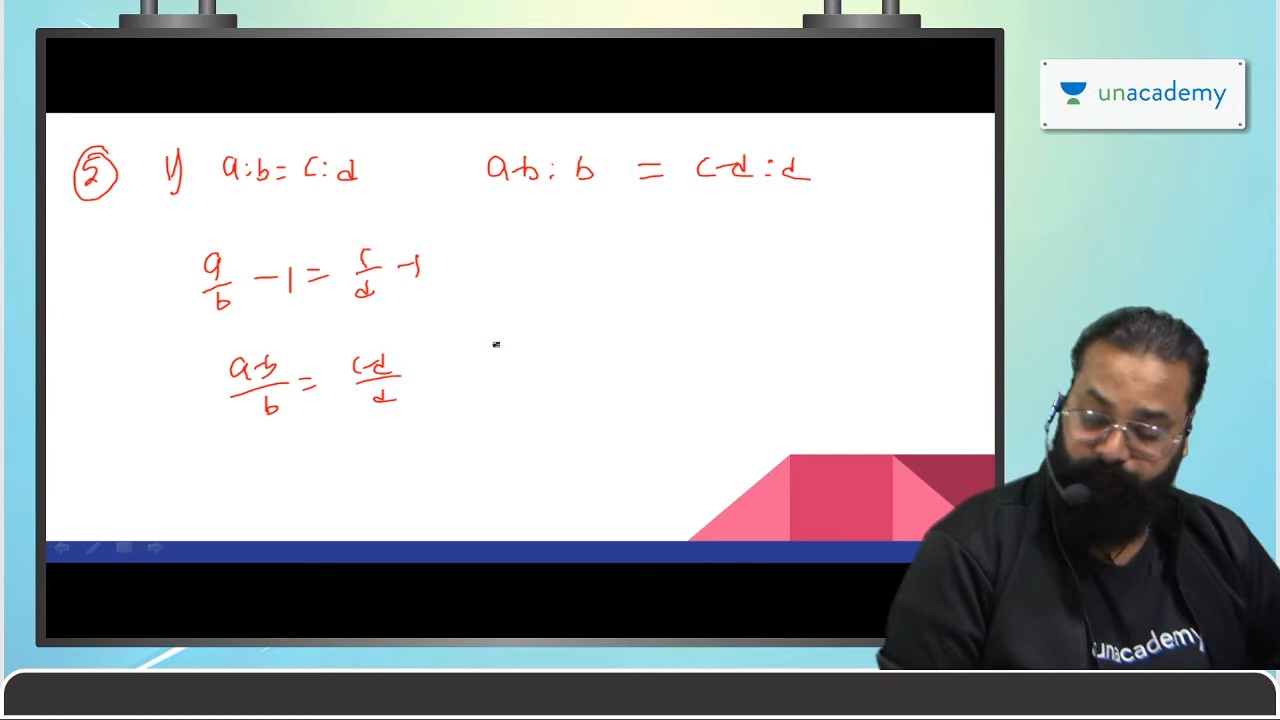 unacademy
⑤ If a:b = c:d a-b : b = c-d : d
a/b - 1 = c/d - 1
a-b/b = c-d/d
unacademy